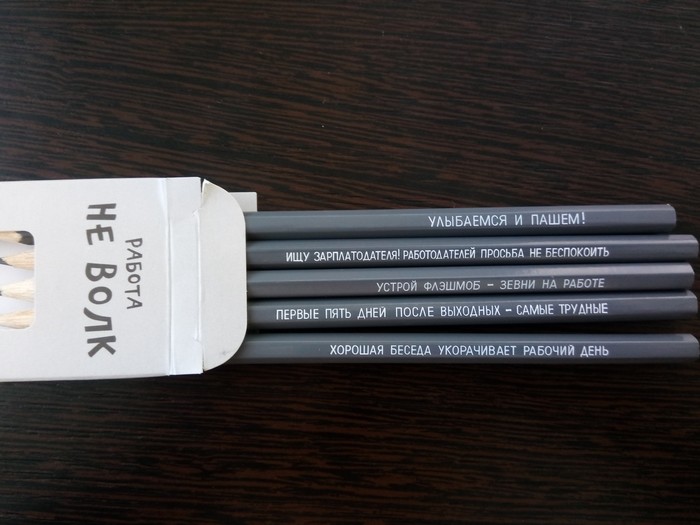 РАБОТА
НЕ ВОЛК
УЛЫБАЕМСЯ И ПАШЕМ!
ИЩУ ЗАРПЛАТОДАТЕЛЯ! РАБОТОДАТЕЛЕЙ ПРОСЬБА НЕ БЕСПОКОИТЬ
УСТРОЙ ФЛЭШМОБ - ЗЕВНИ НА РАБОТЕ
ПЕРВЫЕ ПЯТЬ ДНЕЙ ПОСЛЕ ВЫХОДНЫХ - САМЫЕ ТРУДНЫЕ
ХОРОШАЯ БЕСЕДА УКОРАЧИВАЕТ РАБОЧИЙ ДЕНЬ